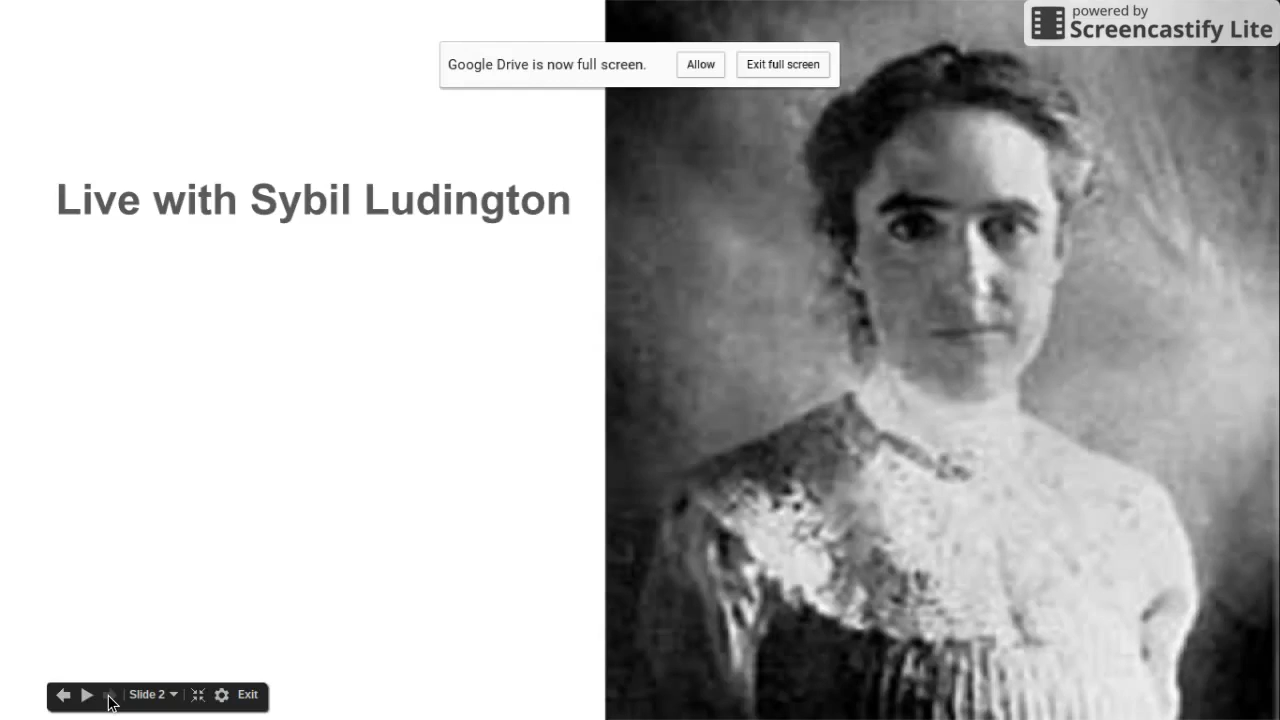 powered by
Screencastify Lite
Google Drive is now full screen. Allow Exit full screen
Live with Sybil Ludington
Slide 2 Exit